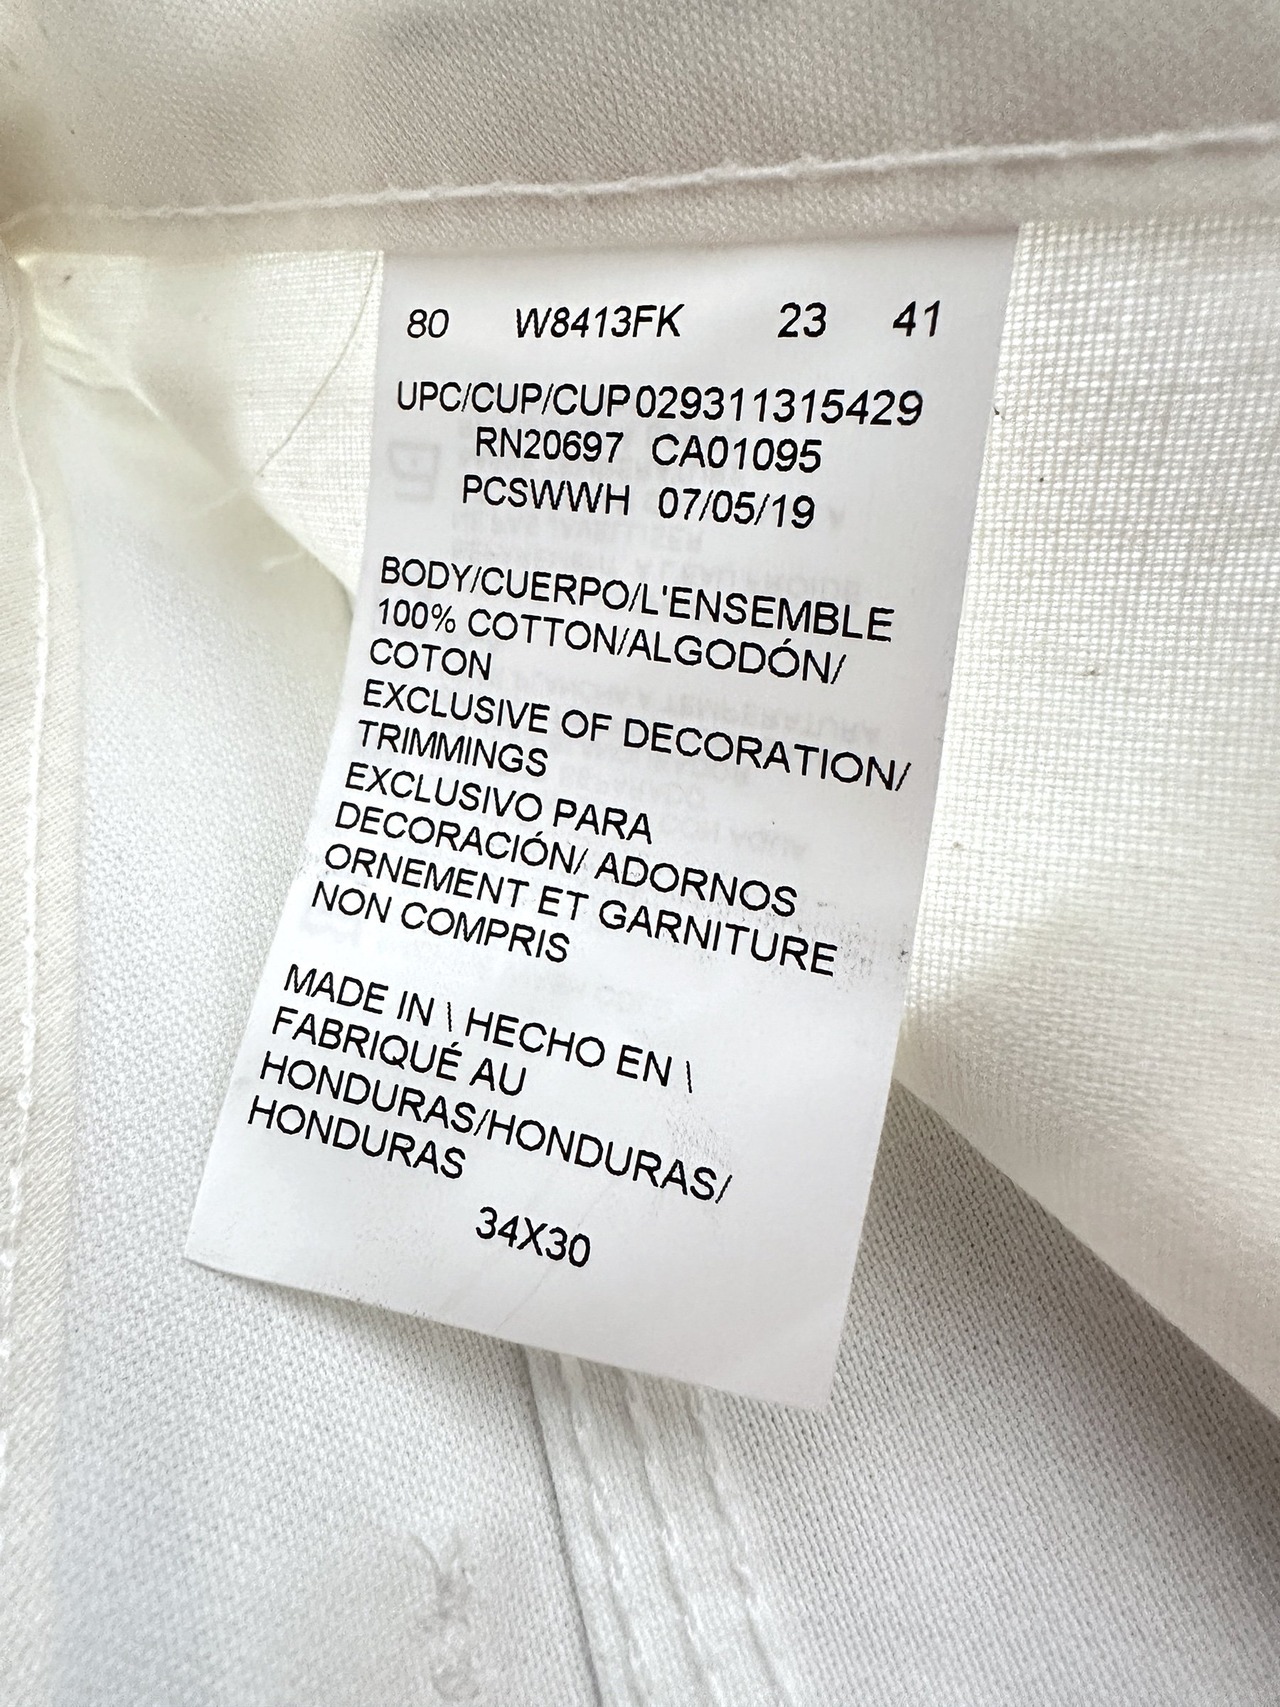 80 W8413FK 23 41
UPC/CUP/CUP029311315429
RN20697 CA01095
PCSWWH 07/05/19
BODY/CUERPO/L'ENSEMBLE
100% COTTON/ALGODÓN/
COTON
EXCLUSIVE OF DECORATION/
TRIMMINGS
EXCLUSIVO PARA
DECORACIÓN/ ADORNOS
ORNEMENT ET GARNITURE
NON COMPRIS
MADE IN \ HECHO EN \
FABRIQUÉ AU
HONDURAS/HONDURAS/
HONDURAS
34X30